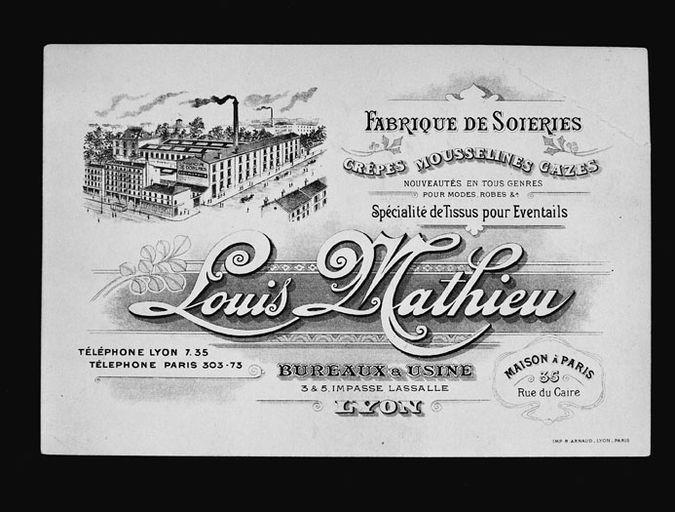 FABRIQUE DE SOIERIES
CRÊPES MOUSSELINES GAZES
NOUVEAUTÉS EN TOUS GENRES
POUR MODES, ROBES &ª
Spécialité de Tissus pour Eventails
Louis Mathieu
TÉLÉPHONE LYON 7.35
TÉLÉPHONE PARIS 303-73
BUREAUX & USINE
3 & 5, IMPASSE LASSALLE
LYON
MAISON À PARIS
35
Rue du Caire
IMP. B. ARNAUD, LYON, PARIS